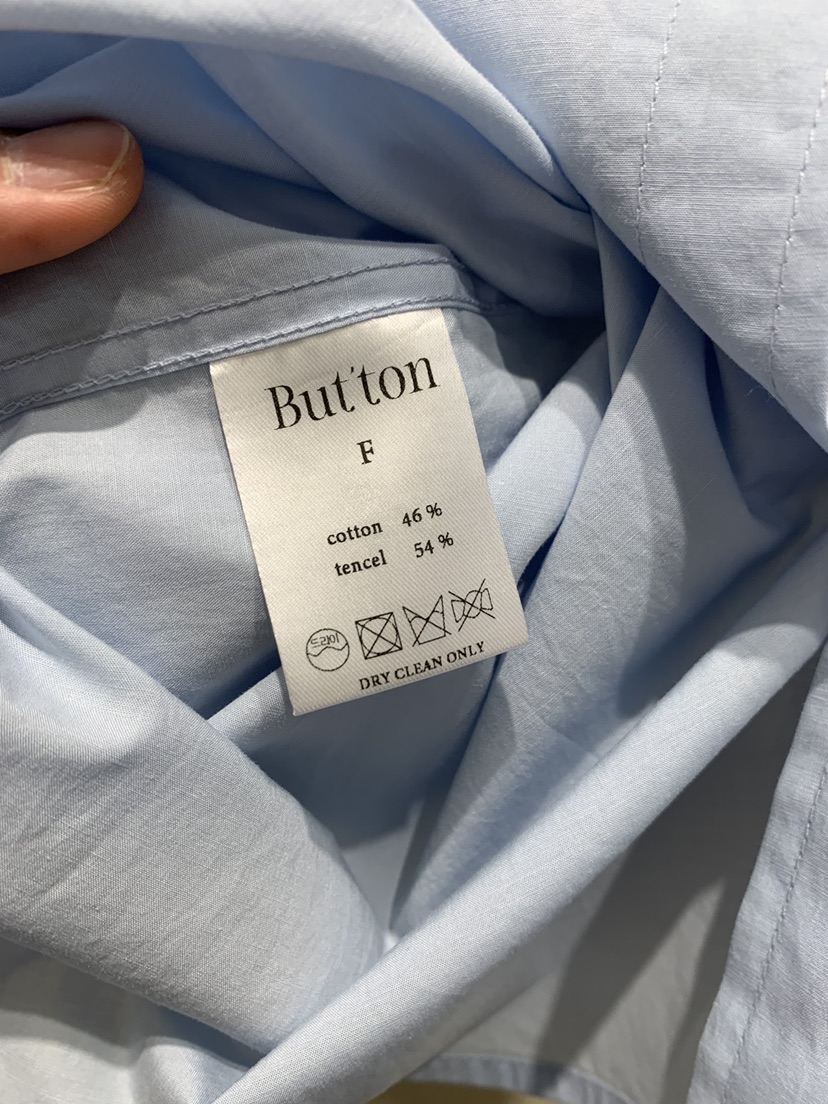 But'ton
F
cotton 46 %
tencel 54 %
드라이
DRY CLEAN ONLY